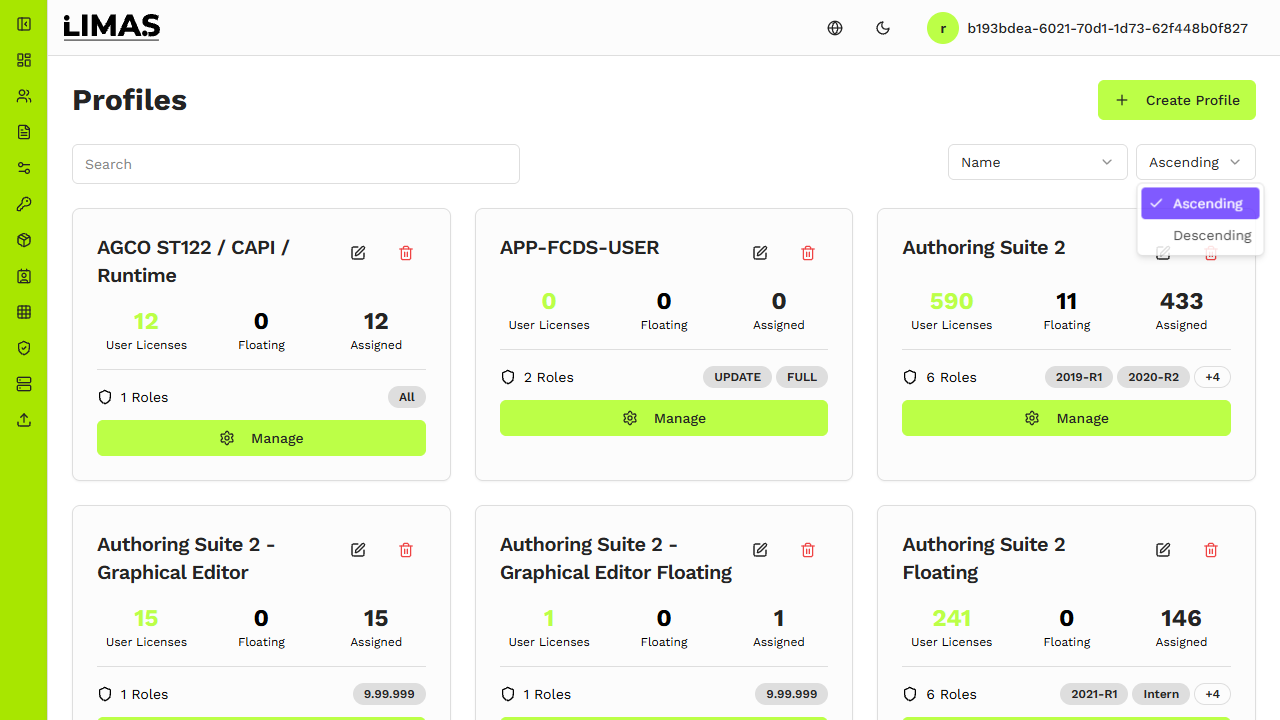 LIMAS
r
b193bdea-6021-70d1-1d73-62f448b0f827
Profiles
Create Profile
Search
Name
Ascending
Ascending
Descending
AGCO ST122 / CAPI /
Runtime
12
User Licenses
0
Floating
12
Assigned
1 Roles
All
Manage
APP-FCDS-USER
0
User Licenses
0
Floating
0
Assigned
2 Roles
UPDATE
FULL
Manage
Authoring Suite 2
590
User Licenses
11
Floating
433
Assigned
6 Roles
2019-R1
2020-R2
+4
Manage
Authoring Suite 2 -
Graphical Editor
15
User Licenses
0
Floating
15
Assigned
1 Roles
9.99.999
Authoring Suite 2 -
Graphical Editor Floating
1
User Licenses
0
Floating
1
Assigned
1 Roles
9.99.999
Authoring Suite 2
Floating
241
User Licenses
0
Floating
146
Assigned
6 Roles
2021-R1
Intern
+4